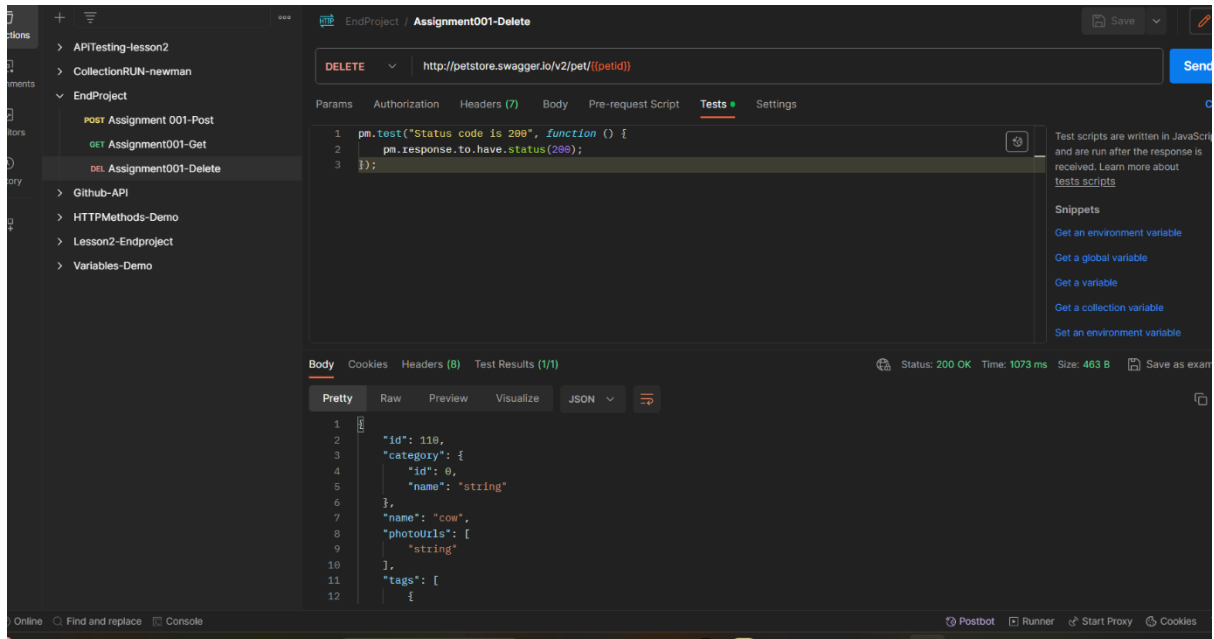 ctions
nments
itors
ory
APiTesting-lesson2
CollectionRUN-newman
EndProject
POST Assignment 001-Post
GET Assignment001-Get
DEL Assignment001-Delete
Github-API
HTTPMethods-Demo
Lesson2-Endproject
Variables-Demo
HTTP EndProject / Assignment001-Delete
Save
DELETE http://petstore.swagger.io/v2/pet/{{petid}}
Send
Params Authorization Headers (7) Body Pre-request Script Tests Settings
C
1 pm.test("Status code is 200", function () {
2 pm.response.to.have.status(200);
3 });
Test scripts are written in JavaScrip
and are run after the response is
received. Learn more about
tests scripts
Snippets
Get an environment variable
Get a global variable
Get a variable
Get a collection variable
Set an environment variable
Body Cookies Headers (8) Test Results (1/1)
Status: 200 OK Time: 1073 ms Size: 463 B Save as exam
Pretty Raw Preview Visualize JSON
1 {
2 "id": 110,
3 "category": {
4 "id": 0,
5 "name": "string"
6 },
7 "name": "cow",
8 "photoUrls": [
9 "string"
10 ],
11 "tags": [
12 {
Online Find and replace Console
Postbot Runner Start Proxy Cookies